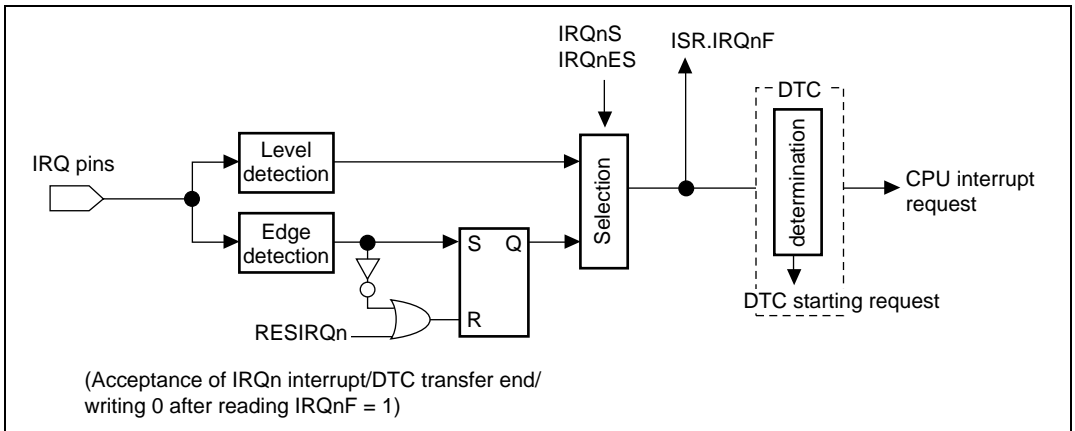 IRQnS
IRQnES
ISR.IRQnF
DTC
IRQ pins
Level
detection
Edge
detection
S Q
R
Selection
determination
CPU interrupt
request
DTC starting request
RESIRQn
(Acceptance of IRQn interrupt/DTC transfer end/
writing 0 after reading IRQnF = 1)